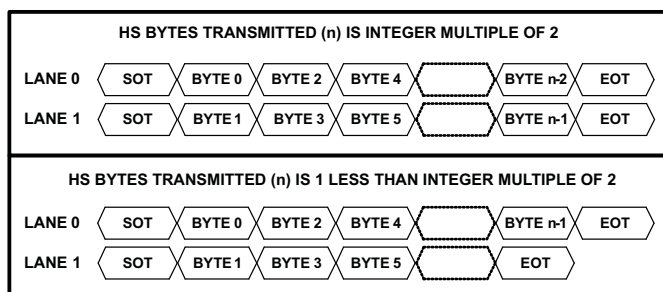 HS BYTES TRANSMITTED (n) IS INTEGER MULTIPLE OF 2
LANE 0 SOT BYTE 0 BYTE 2 BYTE 4 BYTE n-2 EOT
LANE 1 SOT BYTE 1 BYTE 3 BYTE 5 BYTE n-1 EOT
HS BYTES TRANSMITTED (n) IS 1 LESS THAN INTEGER MULTIPLE OF 2
LANE 0 SOT BYTE 0 BYTE 2 BYTE 4 BYTE n-1 EOT
LANE 1 SOT BYTE 1 BYTE 3 BYTE 5 EOT